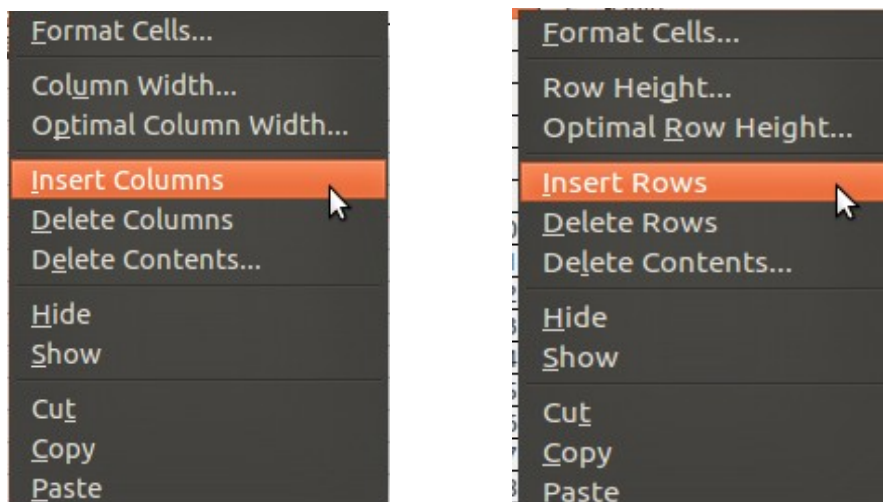 Format Cells...
Column Width...
Optimal Column Width...
Insert Columns
Delete Columns
Delete Contents...
Hide
Show
Cut
Copy
Paste
Format Cells...
Row Height...
Optimal Row Height...
Insert Rows
Delete Rows
Delete Contents...
Hide
Show
Cut
Copy
Paste